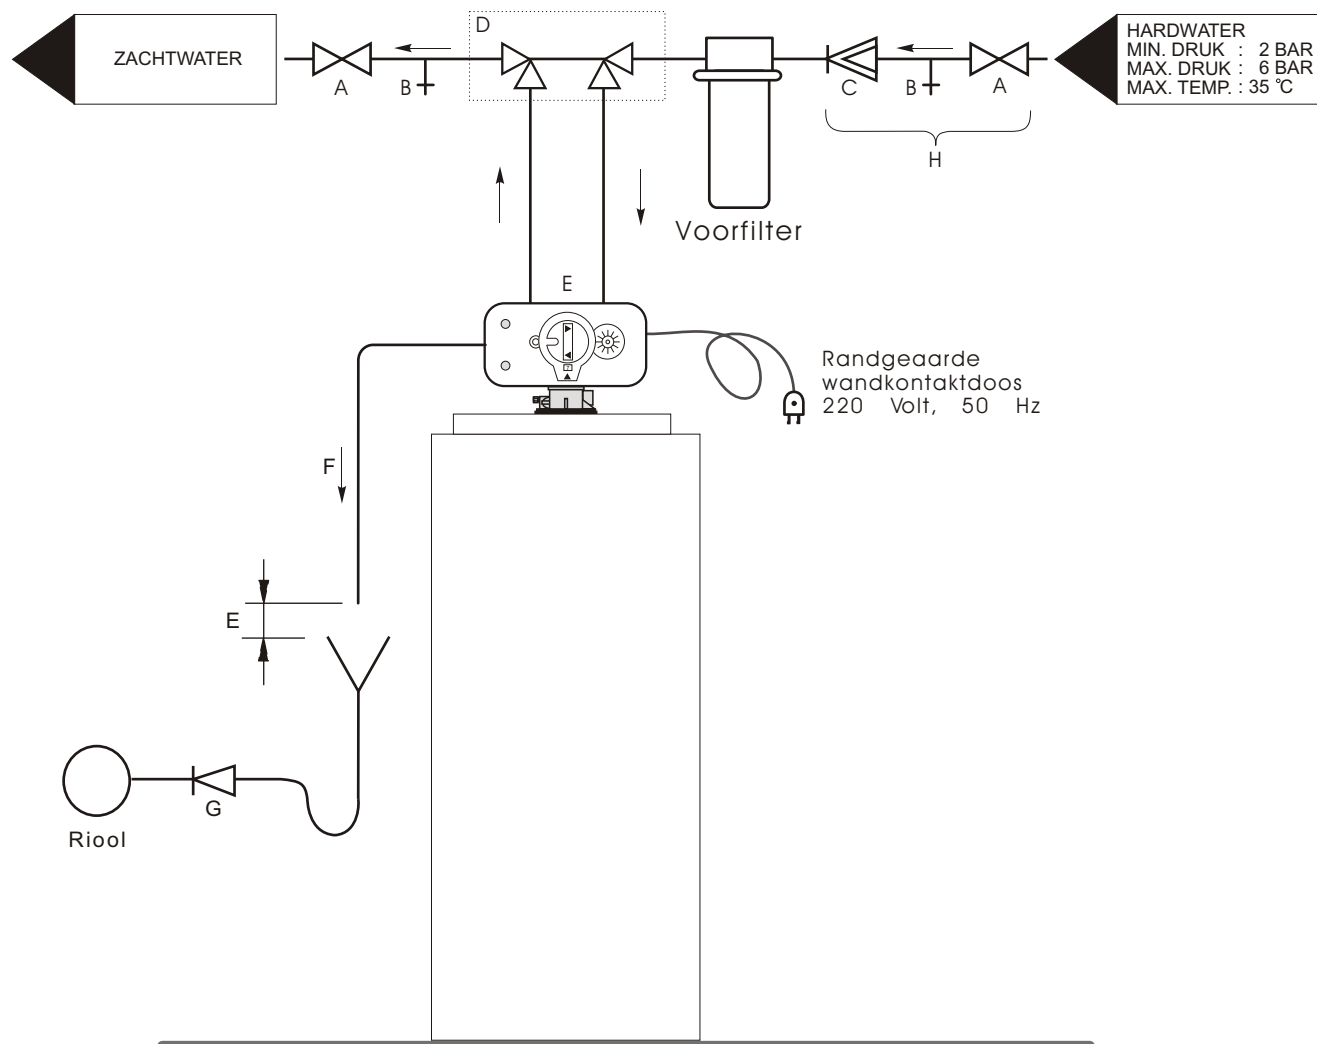 ZACHTWATER
A
B
D
C
B
A
HARDWATER
MIN. DRUK : 2 BAR
MAX. DRUK : 6 BAR
MAX. TEMP. : 35 °C
H
Voorfilter
E
Randgeaarde
wandkontaktdoos
220 Volt, 50 Hz
F
E
G
Riool